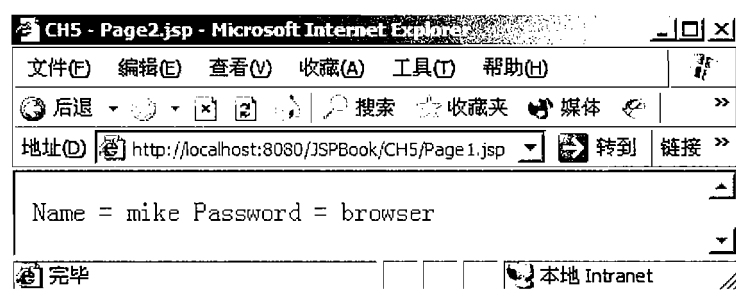 CH5 - Page2.jsp - Microsoft Internet Explorer
文件(F) 编辑(E) 查看(V) 收藏(A) 工具(T) 帮助(H)
后退 搜索 收藏夹 媒体 »
地址(D) http://localhost:8080/JSPBook/CH5/Page1.jsp 转到 链接 »
Name = mike Password = browser
完毕 本地 Intranet